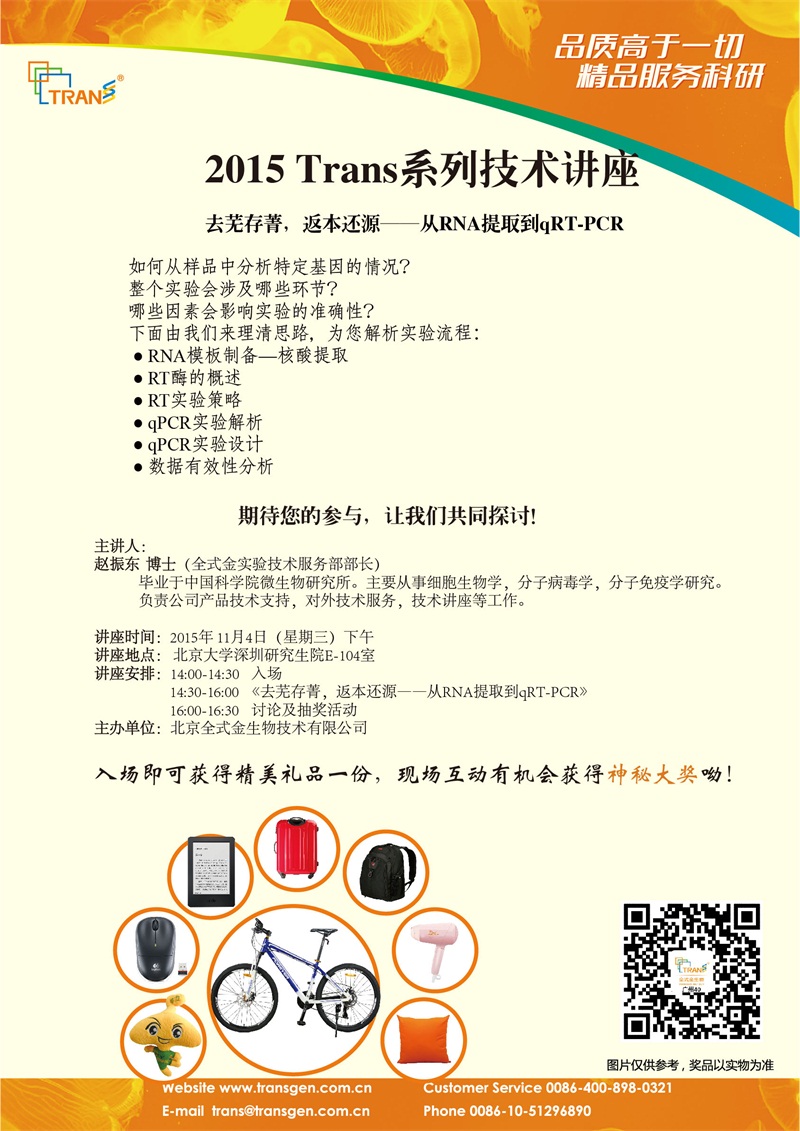 品质高于一切
精品服务科研
TRANS®
2015 Trans系列技术讲座
去芜存菁，返本还源——从RNA提取到qRT-PCR
如何从样品中分析特定基因的情况？
整个实验会涉及哪些环节？
哪些因素会影响实验的准确性？
下面由我们来理清思路，为您解析实验流程：
● RNA模板制备—核酸提取
● RT酶的概述
● RT实验策略
● qPCR实验解析
● qPCR实验设计
● 数据有效性分析
期待您的参与，让我们共同探讨！
主讲人：
赵振东 博士（全式金实验技术服务部部长）
毕业于中国科学院微生物研究所。主要从事细胞生物学，分子病毒学，分子免疫学研究。
负责公司产品技术支持，对外技术服务，技术讲座等工作。
讲座时间：2015年 11月4日（星期三）下午
讲座地点： 北京大学深圳研究生院E-104室
讲座安排：14:00-14:30 入场
14:30-16:00 《去芜存菁，返本还源——从RNA提取到qRT-PCR》
16:00-16:30 讨论及抽奖活动
主办单位：北京全式金生物技术有限公司
入场即可获得精美礼品一份，现场互动有机会获得神秘大奖呦！
TRANS
图片仅供参考，奖品以实物为准
Website www.transgen.com.cn
Customer Service 0086-400-898-0321
E-mail trans@transgen.com.cn
Phone 0086-10-51296890